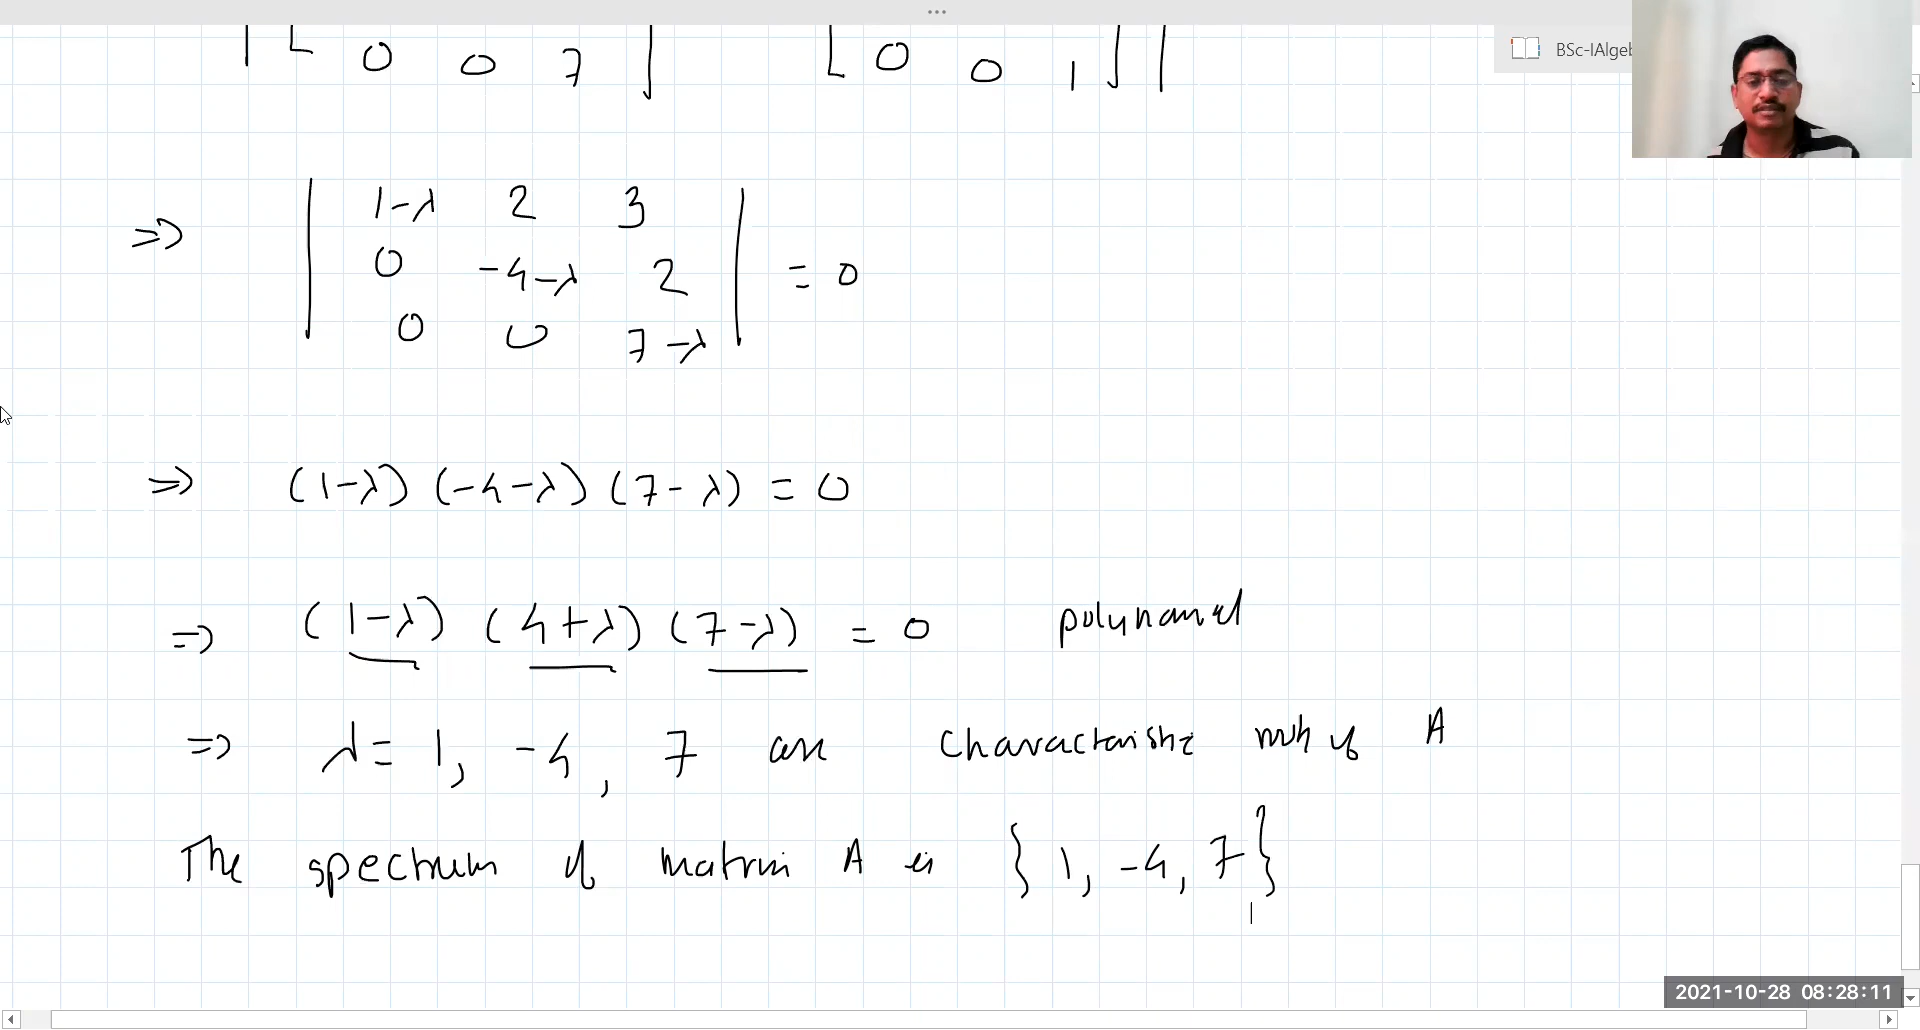 ...
BSc-IAlgeb
0 0 7 ] [ 0 0 1 ]
⇒ | 1-λ 2 3 |
| 0 -4-λ 2 | = 0
| 0 0 7-λ |
⇒ (1-λ) (-4-λ) (7-λ) = 0
⇒ (1-λ) (4+λ) (7-λ) = 0 polynomial
⇒ λ = 1, -4, 7 are characteristic roots of A
The spectrum of matrix A is { 1, -4, 7 }
2021-10-28 08:28:11